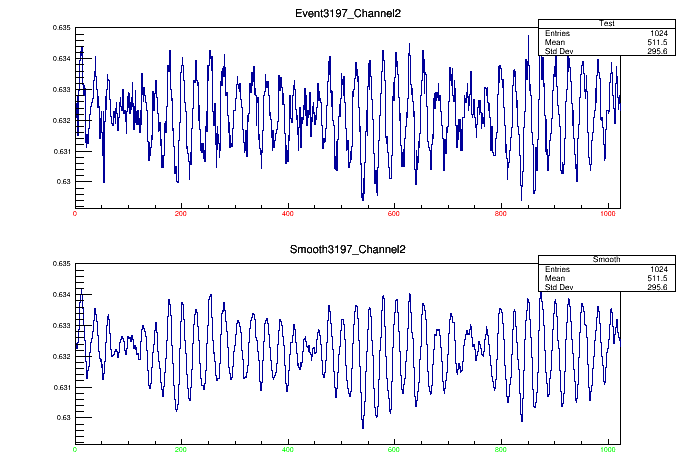 Event3197_Channel2
Test
Entries 1024
Mean 511.5
Std Dev 295.6
0.635
0.634
0.633
0.632
0.631
0.63
0 200 400 600 800 1000
Smooth3197_Channel2
Smooth
Entries 1024
Mean 511.5
Std Dev 295.6
0.635
0.634
0.633
0.632
0.631
0.63
0 200 400 600 800 1000